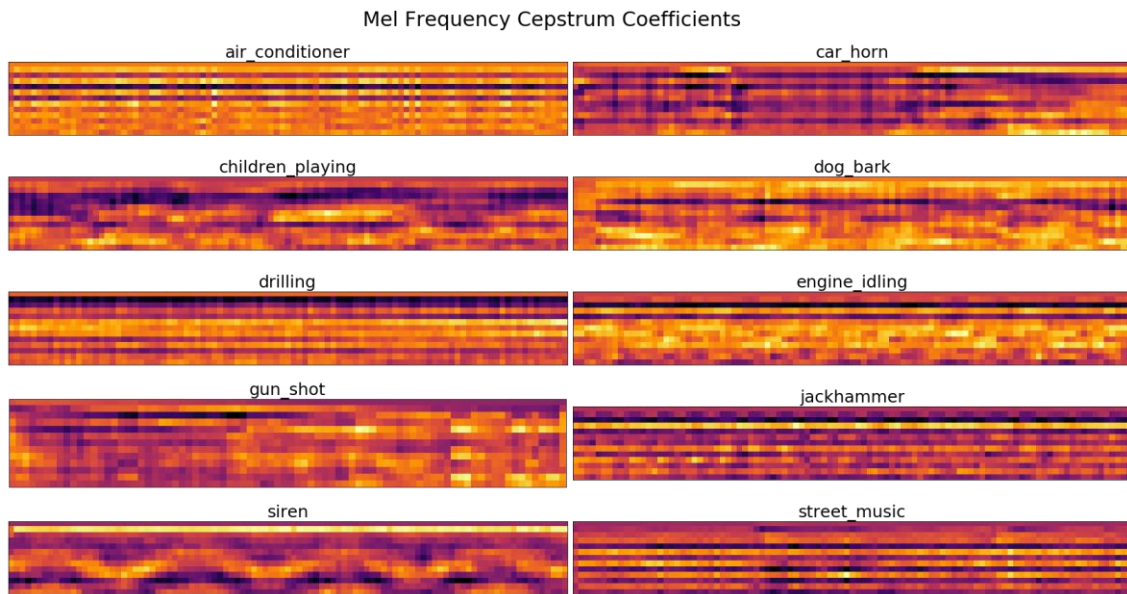 Mel Frequency Cepstrum Coefficients
air_conditioner
car_horn
children_playing
dog_bark
drilling
engine_idling
gun_shot
jackhammer
siren
street_music